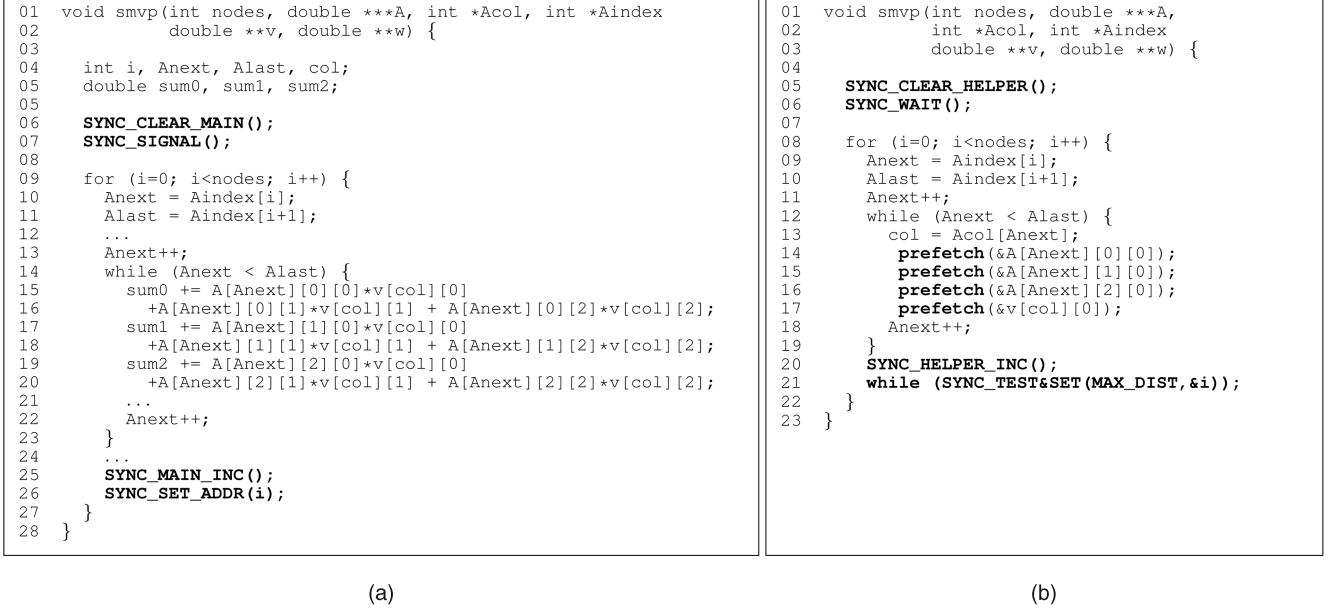 01 void smvp(int nodes, double ***A, int *Acol, int *Aindex
02 double **v, double **w) {
03
04 int i, Anext, Alast, col;
05 double sum0, sum1, sum2;
05
06 SYNC_CLEAR_MAIN();
07 SYNC_SIGNAL();
08
09 for (i=0; i<nodes; i++) {
10 Anext = Aindex[i];
11 Alast = Aindex[i+1];
12 ...
13 Anext++;
14 while (Anext < Alast) {
15 sum0 += A[Anext][0][0]*v[col][0]
16 +A[Anext][0][1]*v[col][1] + A[Anext][0][2]*v[col][2];
17 sum1 += A[Anext][1][0]*v[col][0]
18 +A[Anext][1][1]*v[col][1] + A[Anext][1][2]*v[col][2];
19 sum2 += A[Anext][2][0]*v[col][0]
20 +A[Anext][2][1]*v[col][1] + A[Anext][2][2]*v[col][2];
21 ...
22 Anext++;
23 }
24 ...
25 SYNC_MAIN_INC();
26 SYNC_SET_ADDR(i);
27 }
28 }
(a)
01 void smvp(int nodes, double ***A,
02 int *Acol, int *Aindex
03 double **v, double **w) {
04
05 SYNC_CLEAR_HELPER();
06 SYNC_WAIT();
07
08 for (i=0; i<nodes; i++) {
09 Anext = Aindex[i];
10 Alast = Aindex[i+1];
11 Anext++;
12 while (Anext < Alast) {
13 col = Acol[Anext];
14 prefetch(&A[Anext][0][0]);
15 prefetch(&A[Anext][1][0]);
16 prefetch(&A[Anext][2][0]);
17 prefetch(&v[col][0]);
18 Anext++;
19 }
20 SYNC_HELPER_INC();
21 while (SYNC_TEST&SET(MAX_DIST,&i));
22 }
23 }
(b)